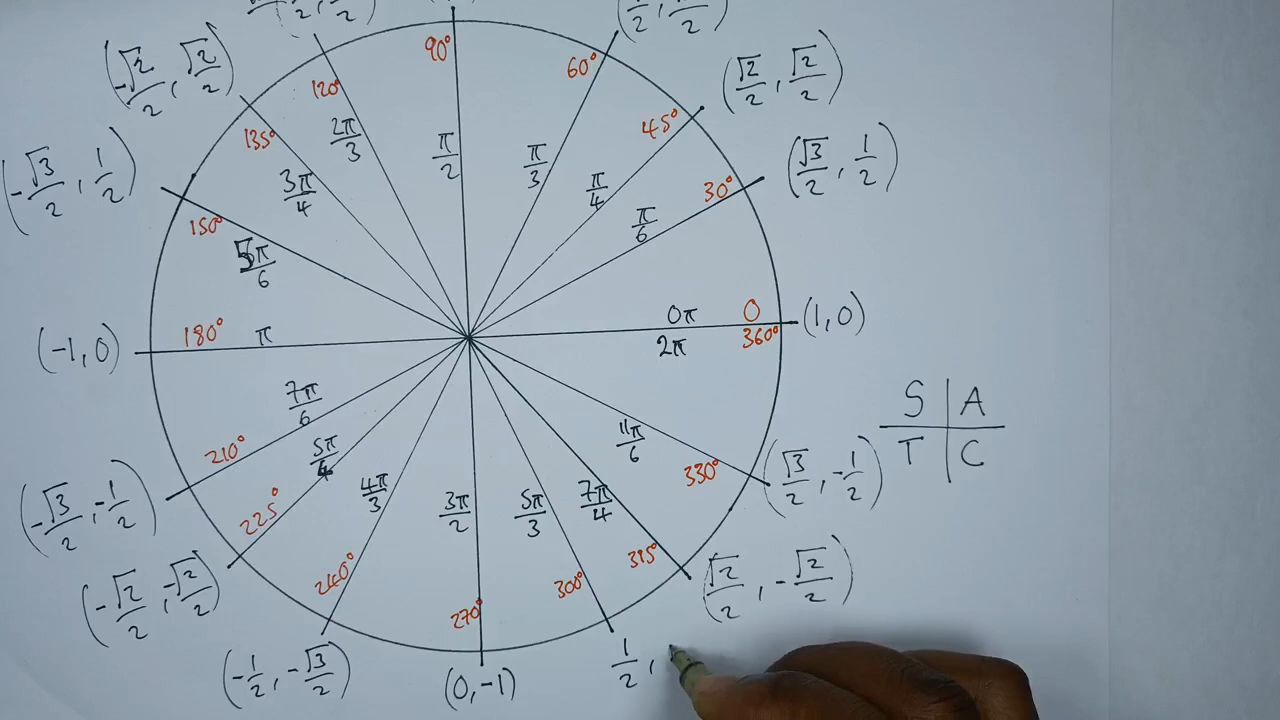 (-√2/2, √2/2)
90°
60°
(√2/2, √2/2)
120°
135°
2π/3
π/2
π/3
45°
(-√3/2, 1/2)
3π/4
π/4
30°
(√3/2, 1/2)
150°
5π/6
π/6
180° π
(-1, 0)
0π 0
2π 360°
(1, 0)
7π/6
210°
5π/4
4π/3
3π/2
5π/3
7π/4
11π/6
330°
S A
T C
(-√3/2, -1/2)
225°
(√3/2, -1/2)
(-√2/2, -√2/2)
240°
270°
300°
315°
(√2/2, -√2/2)
(-1/2, -√3/2)
(0, -1)
1/2,